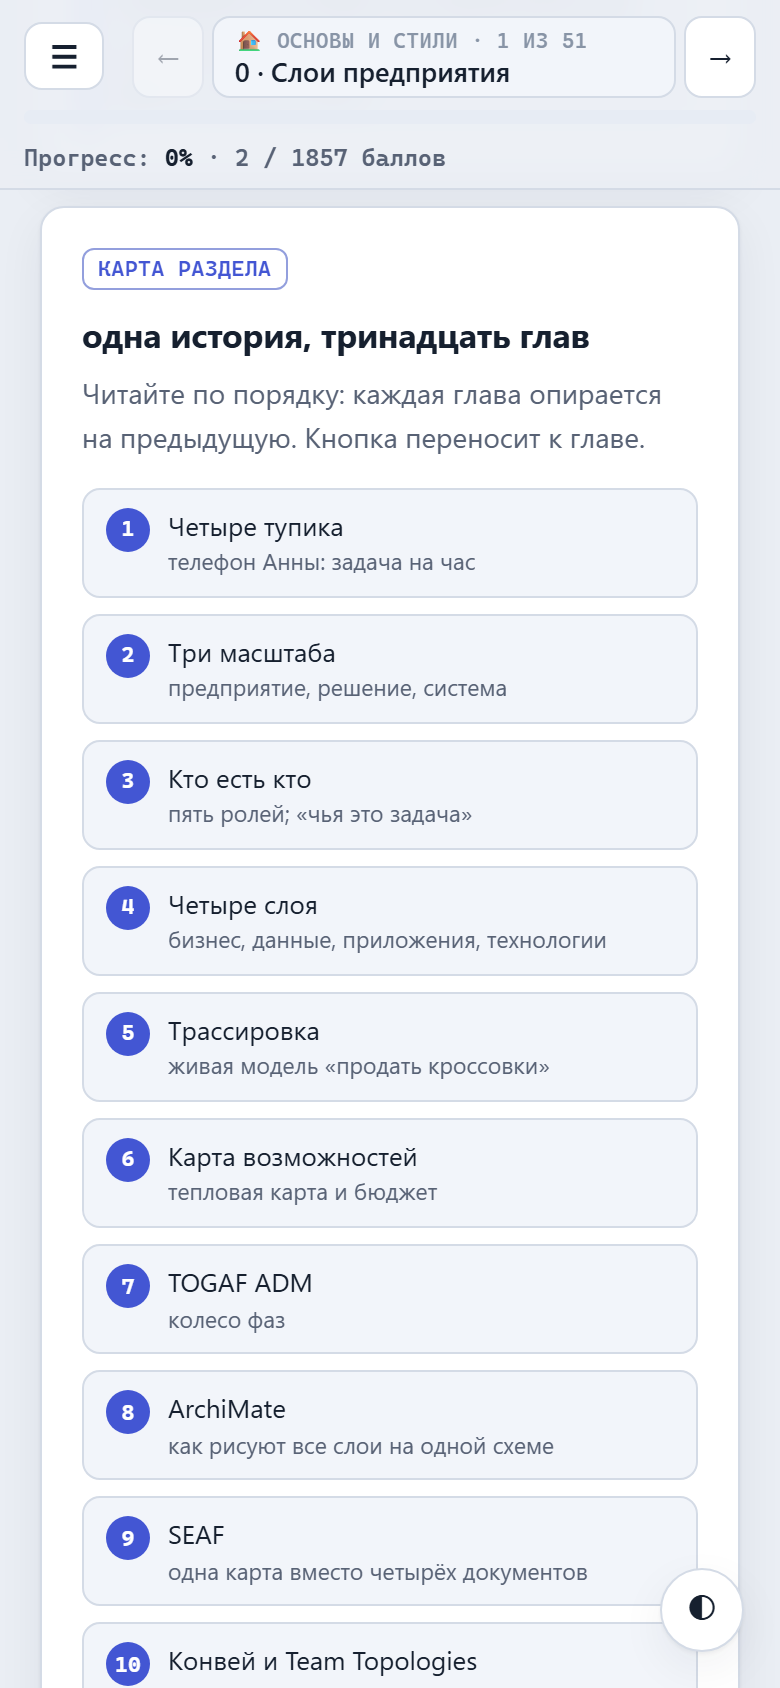 ☰
←
🏠 ОСНОВЫ И СТИЛИ · 1 ИЗ 51
0 · Слои предприятия
→
Прогресс: 0% · 2 / 1857 баллов
КАРТА РАЗДЕЛА
одна история, тринадцать глав
Читайте по порядку: каждая глава опирается
на предыдущую. Кнопка переносит к главе.
1 Четыре тупика
телефон Анны: задача на час
2 Три масштаба
предприятие, решение, система
3 Кто есть кто
пять ролей; «чья это задача»
4 Четыре слоя
бизнес, данные, приложения, технологии
5 Трассировка
живая модель «продать кроссовки»
6 Карта возможностей
тепловая карта и бюджет
7 TOGAF ADM
колесо фаз
8 ArchiMate
как рисуют все слои на одной схеме
9 SEAF
одна карта вместо четырёх документов
10 Конвей и Team Topologies